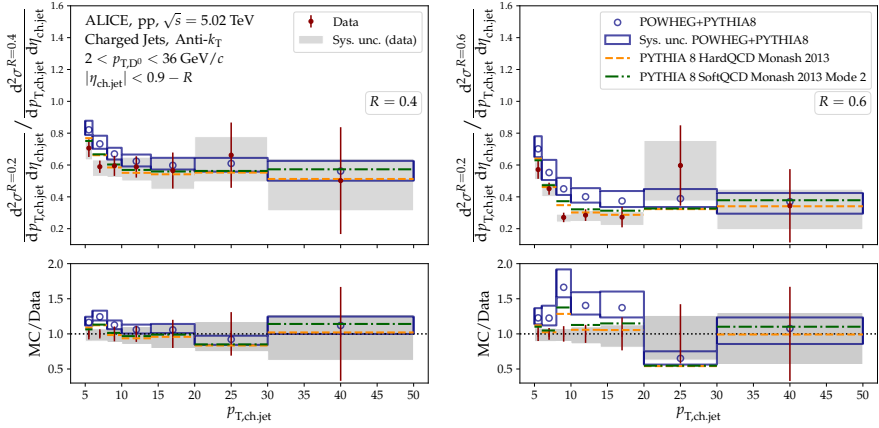 ALICE, pp, √s = 5.02 TeV
Charged Jets, Anti-kT
2 < pT,D⁰ < 36 GeV/c
|ηch.jet| < 0.9 − R
Data
Sys. unc. (data)
R = 0.4
d²σ^R=0.2 / dpT,ch.jet dηch.jet / d²σ^R=0.4 / dpT,ch.jet dηch.jet
0.8
0.6
0.4
0.2
MC/Data
2.0
1.5
1.0
0.5
5 10 15 20 25 30 35 40 45 50
pT,ch.jet
POWHEG+PYTHIA8
Sys. unc. POWHEG+PYTHIA8
PYTHIA 8 HardQCD Monash 2013
PYTHIA 8 SoftQCD Monash 2013 Mode 2
R = 0.6
d²σ^R=0.2 / dpT,ch.jet dηch.jet / d²σ^R=0.6 / dpT,ch.jet dηch.jet
1.0
0.8
0.6
0.4
0.2
MC/Data
2.0
1.5
1.0
0.5
5 10 15 20 25 30 35 40 45 50
pT,ch.jet